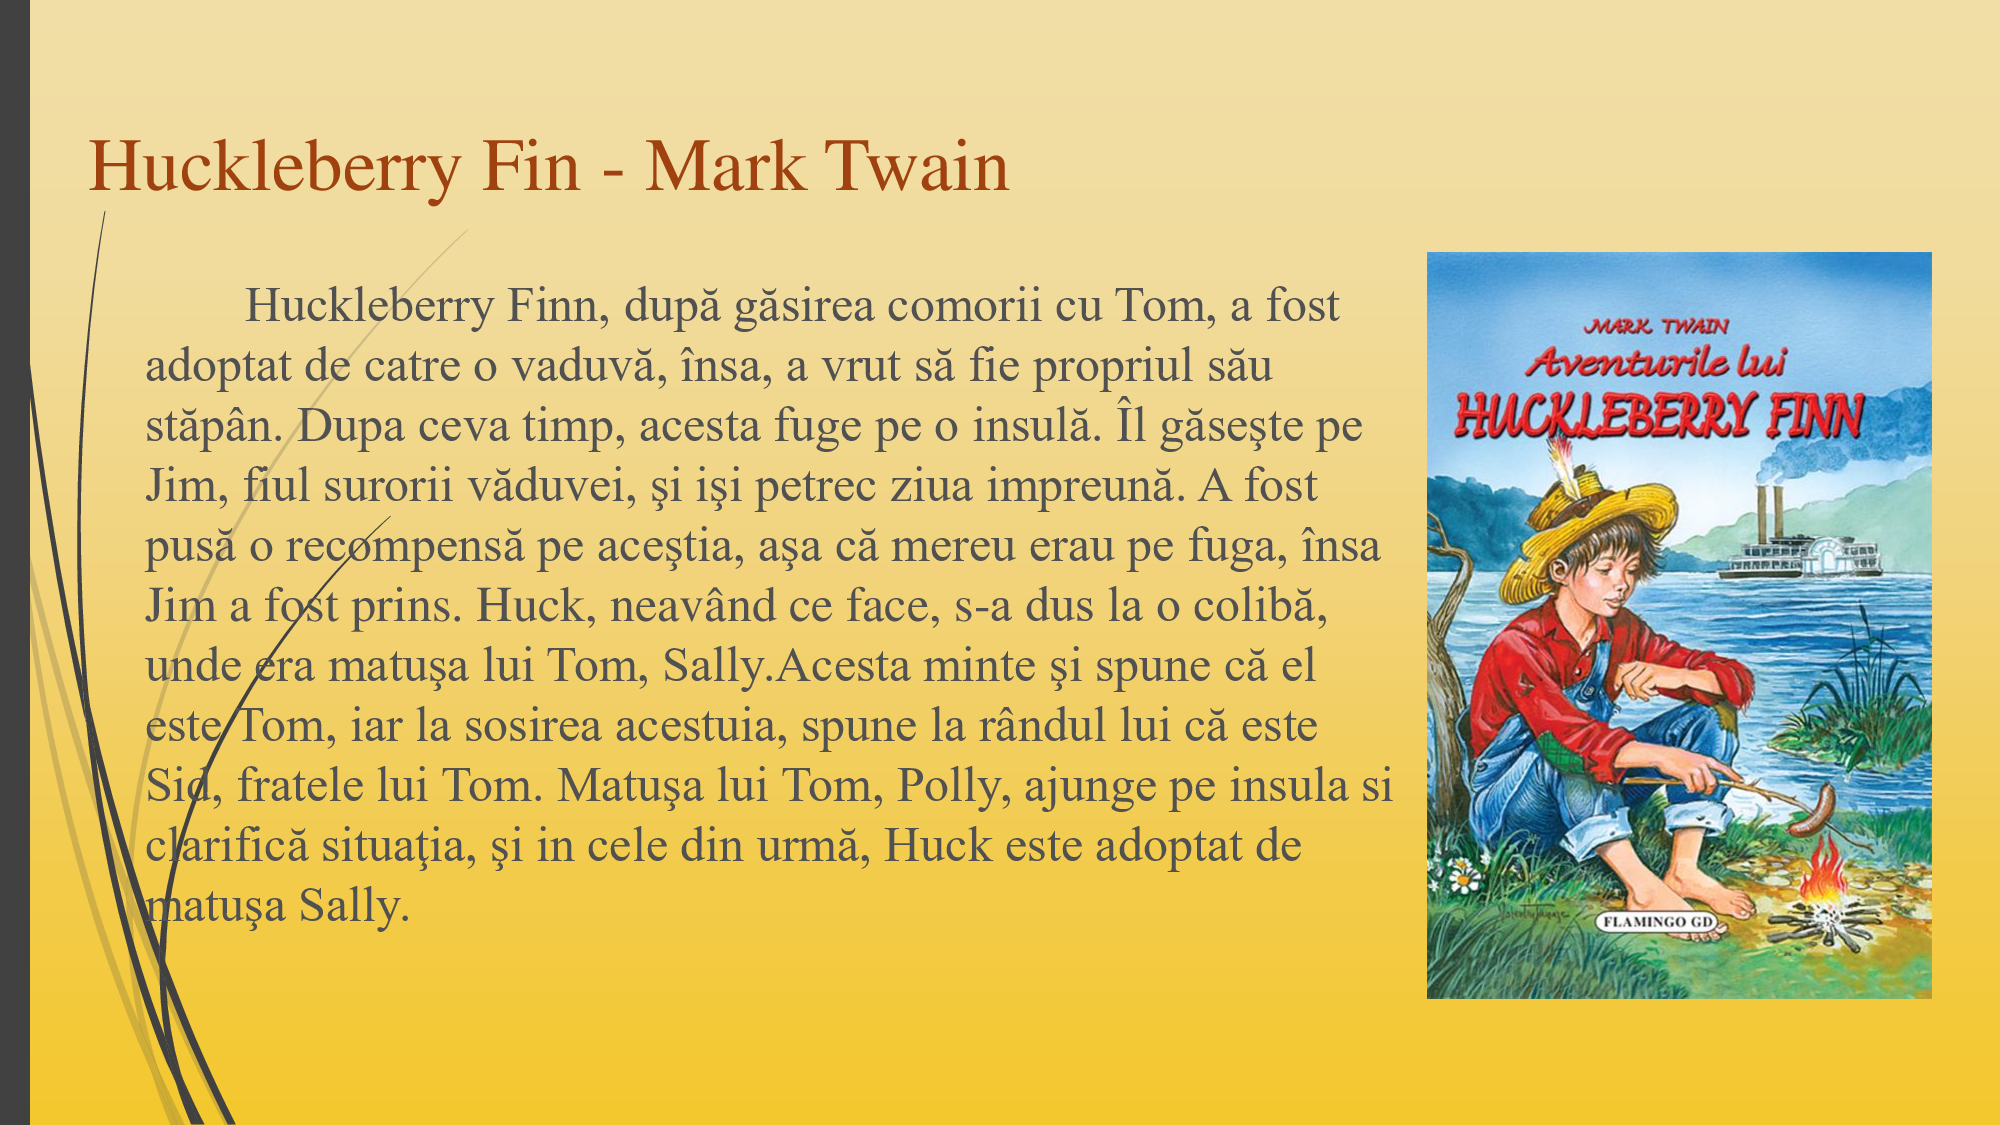 Huckleberry Fin - Mark Twain
Huckleberry Finn, după găsirea comorii cu Tom, a fost
adoptat de catre o vaduvă, însa, a vrut să fie propriul său
stăpân. Dupa ceva timp, acesta fuge pe o insulă. Îl găseşte pe
Jim, fiul surorii văduvei, şi işi petrec ziua impreună. A fost
pusă o recompensă pe aceştia, aşa că mereu erau pe fuga, însa
Jim a fost prins. Huck, neavând ce face, s-a dus la o colibă,
unde era matuşa lui Tom, Sally.Acesta minte şi spune că el
este Tom, iar la sosirea acestuia, spune la rândul lui că este
Sid, fratele lui Tom. Matuşa lui Tom, Polly, ajunge pe insula si
clarifică situaţia, şi in cele din urmă, Huck este adoptat de
matuşa Sally.
MARK TWAIN
Aventurile lui
HUCKLEBERRY FINN
FLAMINGO GD